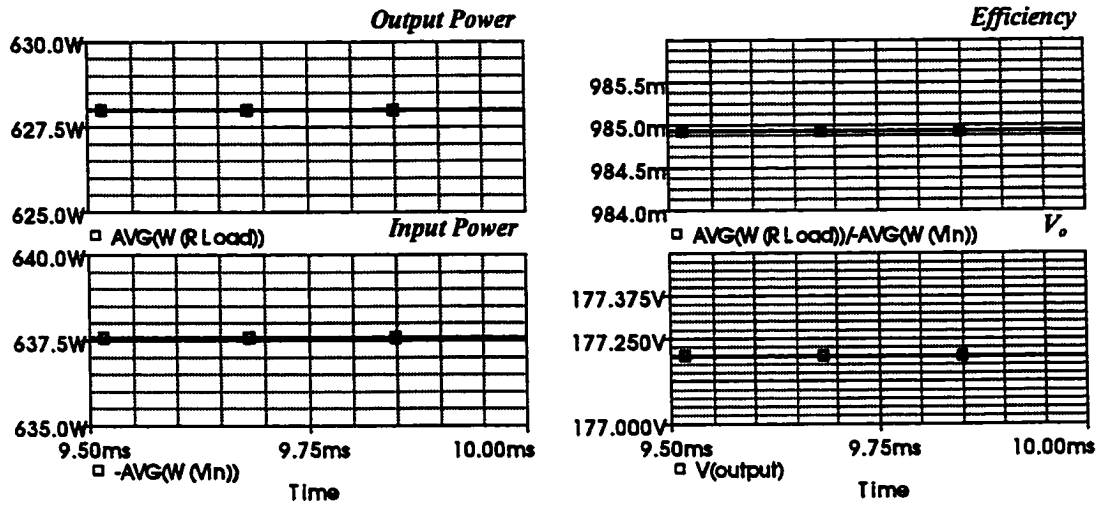 Output Power
630.0W
627.5W
625.0W
AVG(W(RLoad))
Input Power
640.0W
637.5W
635.0W
9.50ms
9.75ms
10.00ms
-AVG(W(Vin))
Time
Efficiency
985.5m
985.0m
984.5m
984.0m
AVG(W(RLoad))/-AVG(W(Vin))
Vo
177.375V
177.250V
177.000V
9.50ms
9.75ms
10.00ms
V(output)
Time